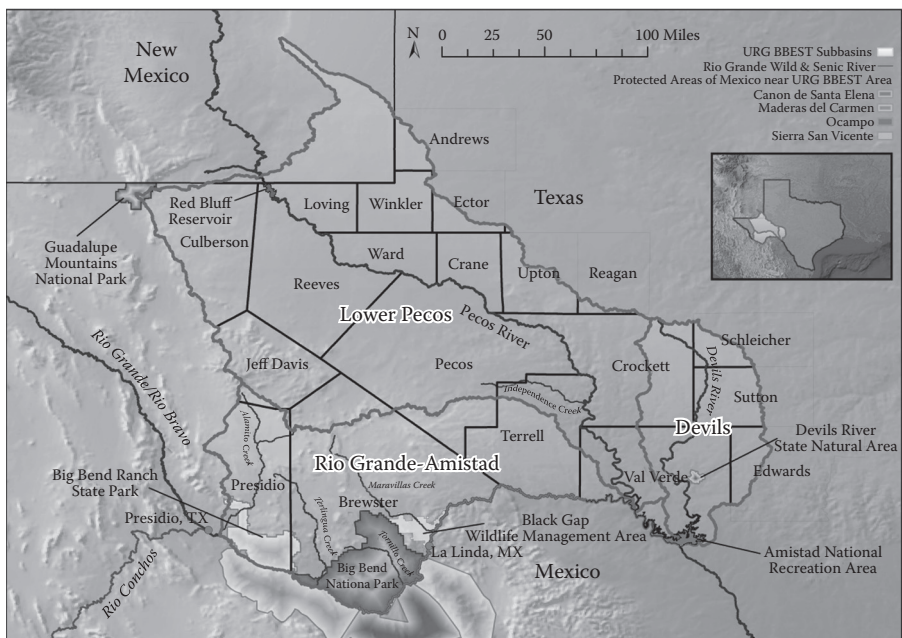 New
Mexico
N
0 25 50 100 Miles
URG BBEST Subbasins
Rio Grande Wild & Senic River
Protected Areas of Mexico near URG BBEST Area
Canon de Santa Elena
Maderas del Carmen
Ocampo
Sierra San Vicente
Andrews
Texas
Red Bluff
Reservoir
Loving
Winkler
Ector
Culberson
Guadalupe
Mountains
National Park
Ward
Crane
Upton
Reagan
Reeves
Lower Pecos
Pecos River
Rio Grande/Rio Bravo
Jeff Davis
Pecos
Crockett
Schleicher
Devils River
Sutton
Independence Creek
Alamito Creek
Terrell
Devils
Devils River
State Natural Area
Rio Grande-Amistad
Big Bend Ranch
State Park
Presidio
Maravillas Creek
Val Verde
Edwards
Brewster
Terlingua Creek
Presidio, TX
Black Gap
Wildlife Management Area
Tornillo Creek
La Linda, MX
Amistad National
Recreation Area
Rio Conchos
Big Bend
Nationa Park
Mexico